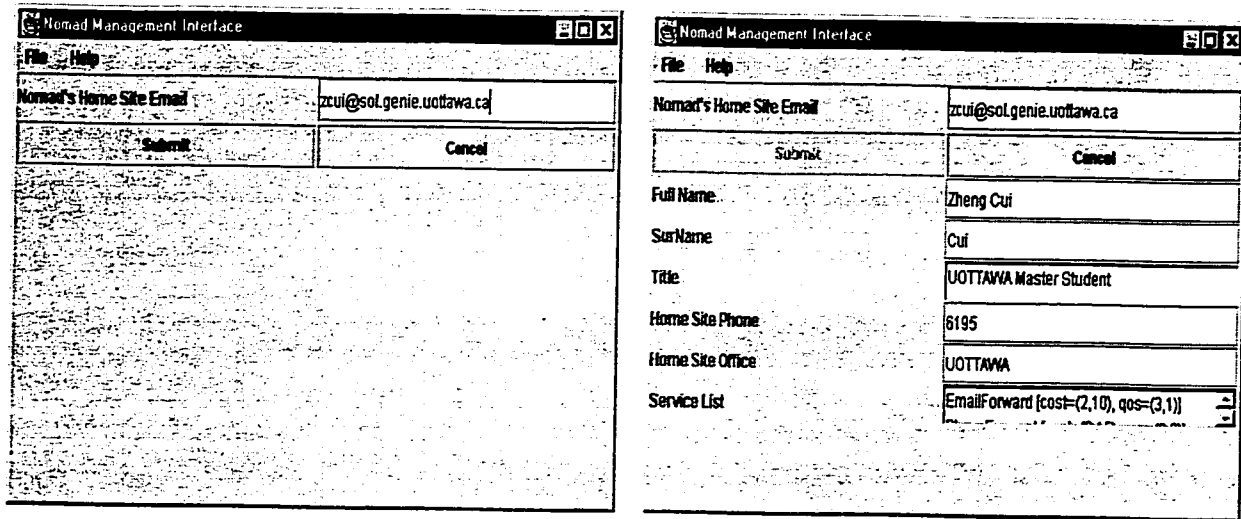 Nomad Management Interface
File Help
Nomad's Home Site Email zcui@sol.genie.uottawa.ca
Submit Cancel
Nomad Management Interface
File Help
Nomad's Home Site Email zcui@sol.genie.uottawa.ca
Submit Cancel
Full Name Zheng Cui
SurName Cui
Title UOTTAWA Master Student
Home Site Phone 6195
Home Site Office UOTTAWA
Service List EmailForward [cost=(2,10), qos=(3,1)]